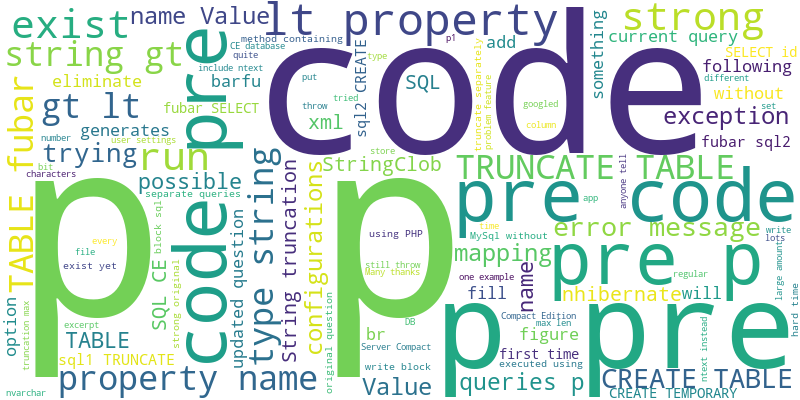 exist
name Value
lt property
strong
method containing
p1
CE database
quite
type
add
current query
string gt
include ntext
code
something
SELECT id
eliminate
barfu
put
SQL
following
different
gt lt
fubar SELECT
throw
tried
sql2 CREATE
truncate separately
problem feature
without
set
generates
xml
googled
exception
number
user settings
column
fubar sql2
fubar
pre
trying
run
StringClob
TRUNCATE TABLE
bit
store
characters
possible
separate queries
configurations
app
anyone tell
pre code
p
p
code pre
type string
String truncation
using PHP
time
MySql without
write
lots
error message
TABLE
every
file
block sql
updated question
mapping
pre p
exist yet
still throw
Many thanks
one example
regular
name
nhibernate
will
large amount
SQL CE
strong original
original question
fill
option
truncation max
excerpt
DB
Compact Edition
max len
p
pre
ntext instead
hard time
TABLE
br
Server Compact
figure
first time
executed using
sql1 TRUNCATE
write block
property name
Value
queries p
CREATE TABLE
nvarchar
CREATE TEMPORARY